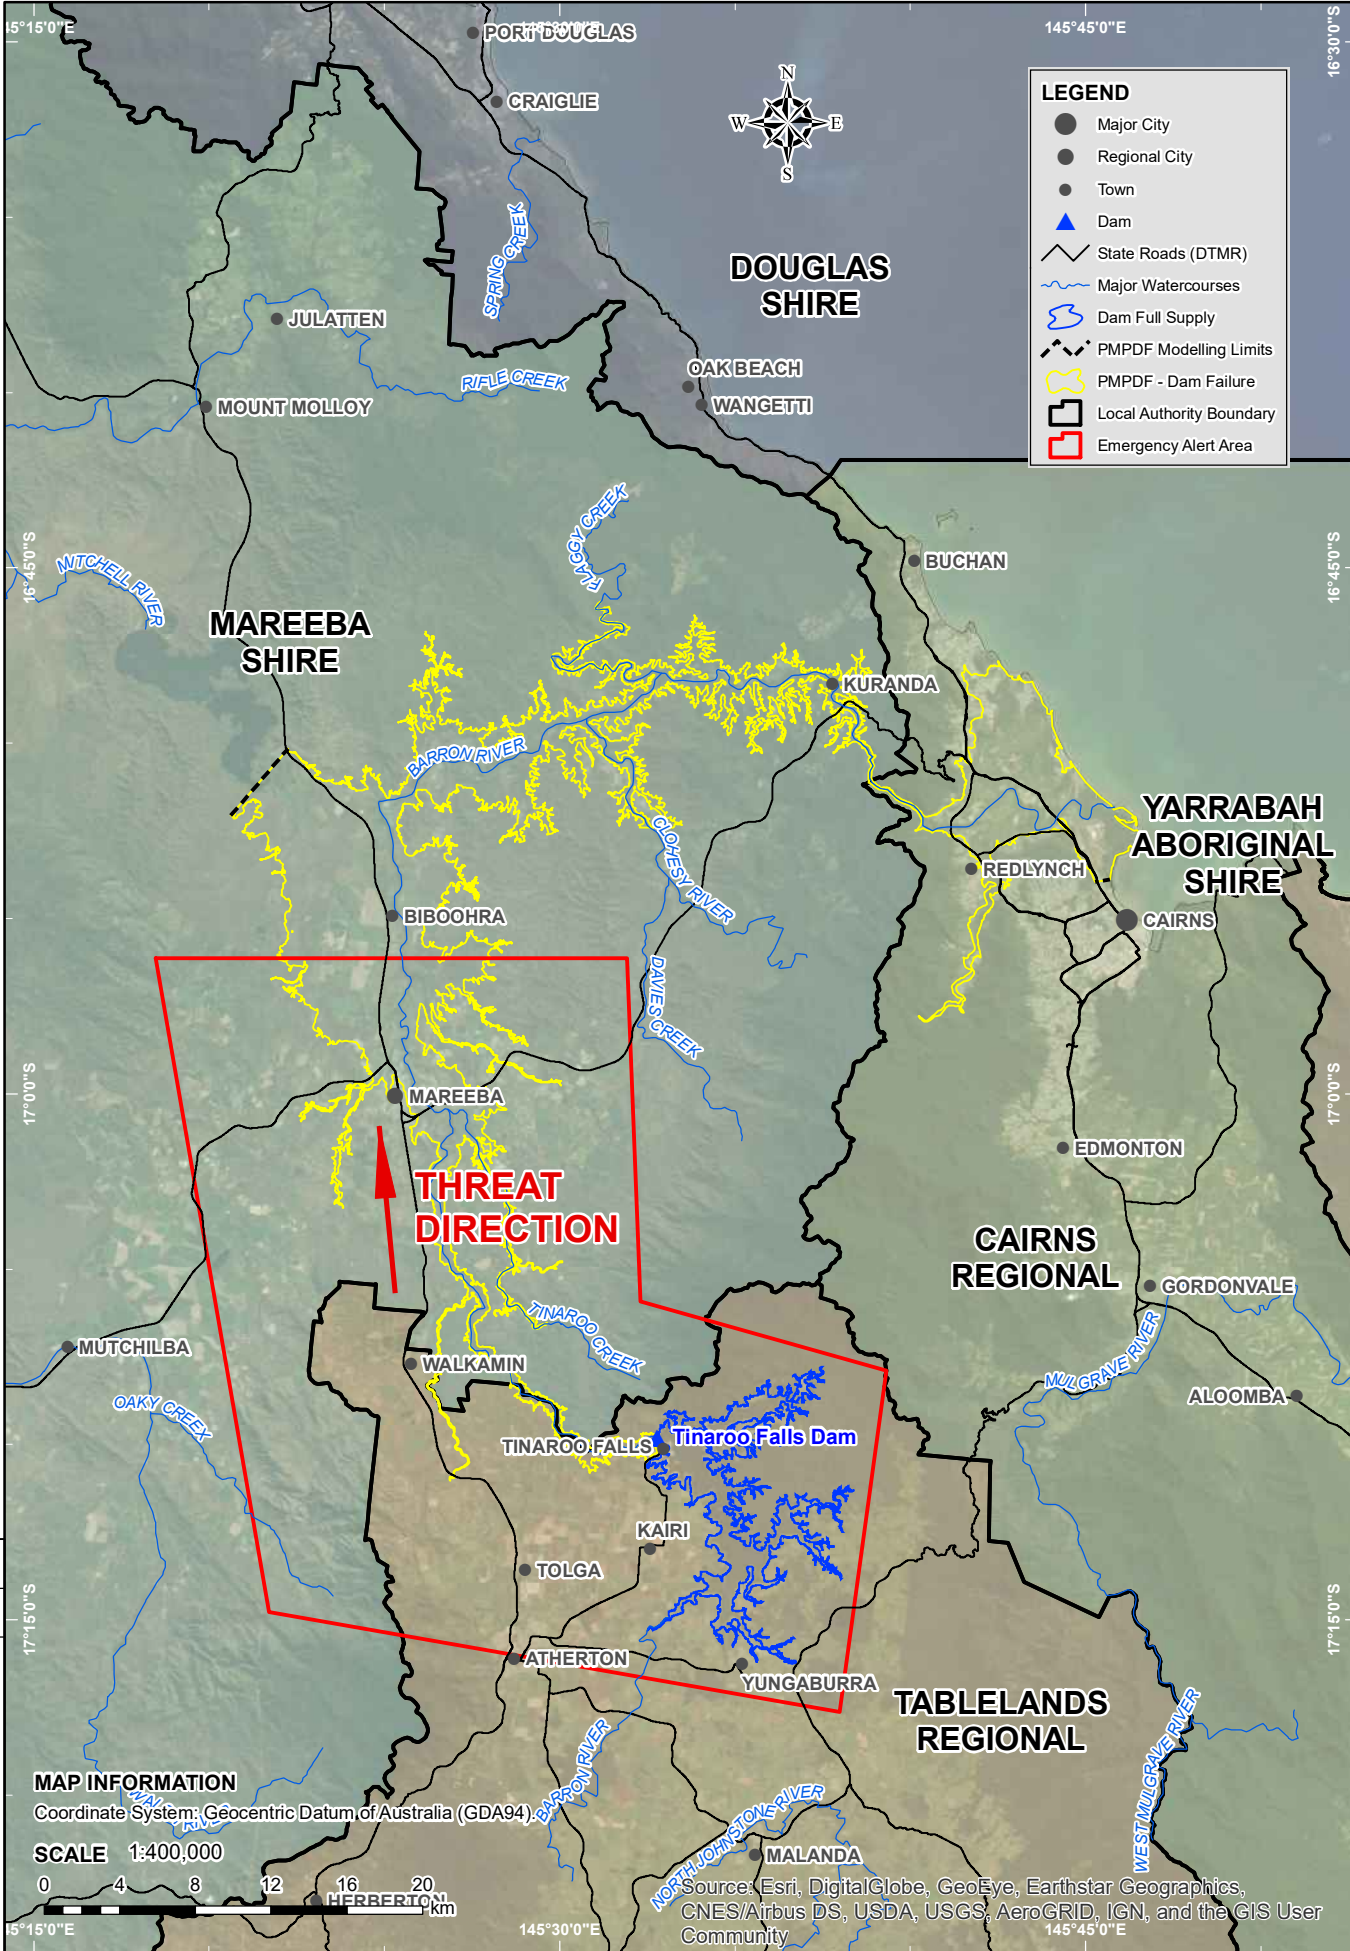 45°15'0"E
145°30'0"E
145°45'0"E
16°30'0"S
PORT DOUGLAS
CRAIGLIE
N
W
E
S
LEGEND
Major City
Regional City
Town
Dam
State Roads (DTMR)
Major Watercourses
Dam Full Supply
PMPDF Modelling Limits
PMPDF - Dam Failure
Local Authority Boundary
Emergency Alert Area
SPRING CREEK
DOUGLAS
SHIRE
JULATTEN
RIFLE CREEK
OAK BEACH
WANGETTI
MOUNT MOLLOY
FLAGGY CREEK
16°45'0"S
16°45'0"S
MITCHELL RIVER
BUCHAN
MAREEBA
SHIRE
KURANDA
BARRON RIVER
YARRABAH
ABORIGINAL
SHIRE
CLOHESY RIVER
REDLYNCH
CAIRNS
BIBOOHRA
DAVIES CREEK
17°0'0"S
17°0'0"S
MAREEBA
EDMONTON
THREAT
DIRECTION
CAIRNS
REGIONAL
GORDONVALE
TINAROO CREEK
MUTCHILBA
WALKAMIN
MULGRAVE RIVER
ALOOMBA
OAKY CREEK
TINAROO FALLS
Tinaroo Falls Dam
KAIRI
TOLGA
17°15'0"S
17°15'0"S
ATHERTON
YUNGABURRA
TABLELANDS
REGIONAL
BARRON RIVER
WEST MULGRAVE RIVER
MAP INFORMATION
Coordinate System: Geocentric Datum of Australia (GDA94).
SCALE 1:400,000
0 4 8 12 16 20
km
HERBERTON
NORTH JOHNSTONE RIVER
MALANDA
Source: Esri, DigitalGlobe, GeoEye, Earthstar Geographics,
CNES/Airbus DS, USDA, USGS, AeroGRID, IGN, and the GIS User
Community
45°15'0"E
145°30'0"E
145°45'0"E